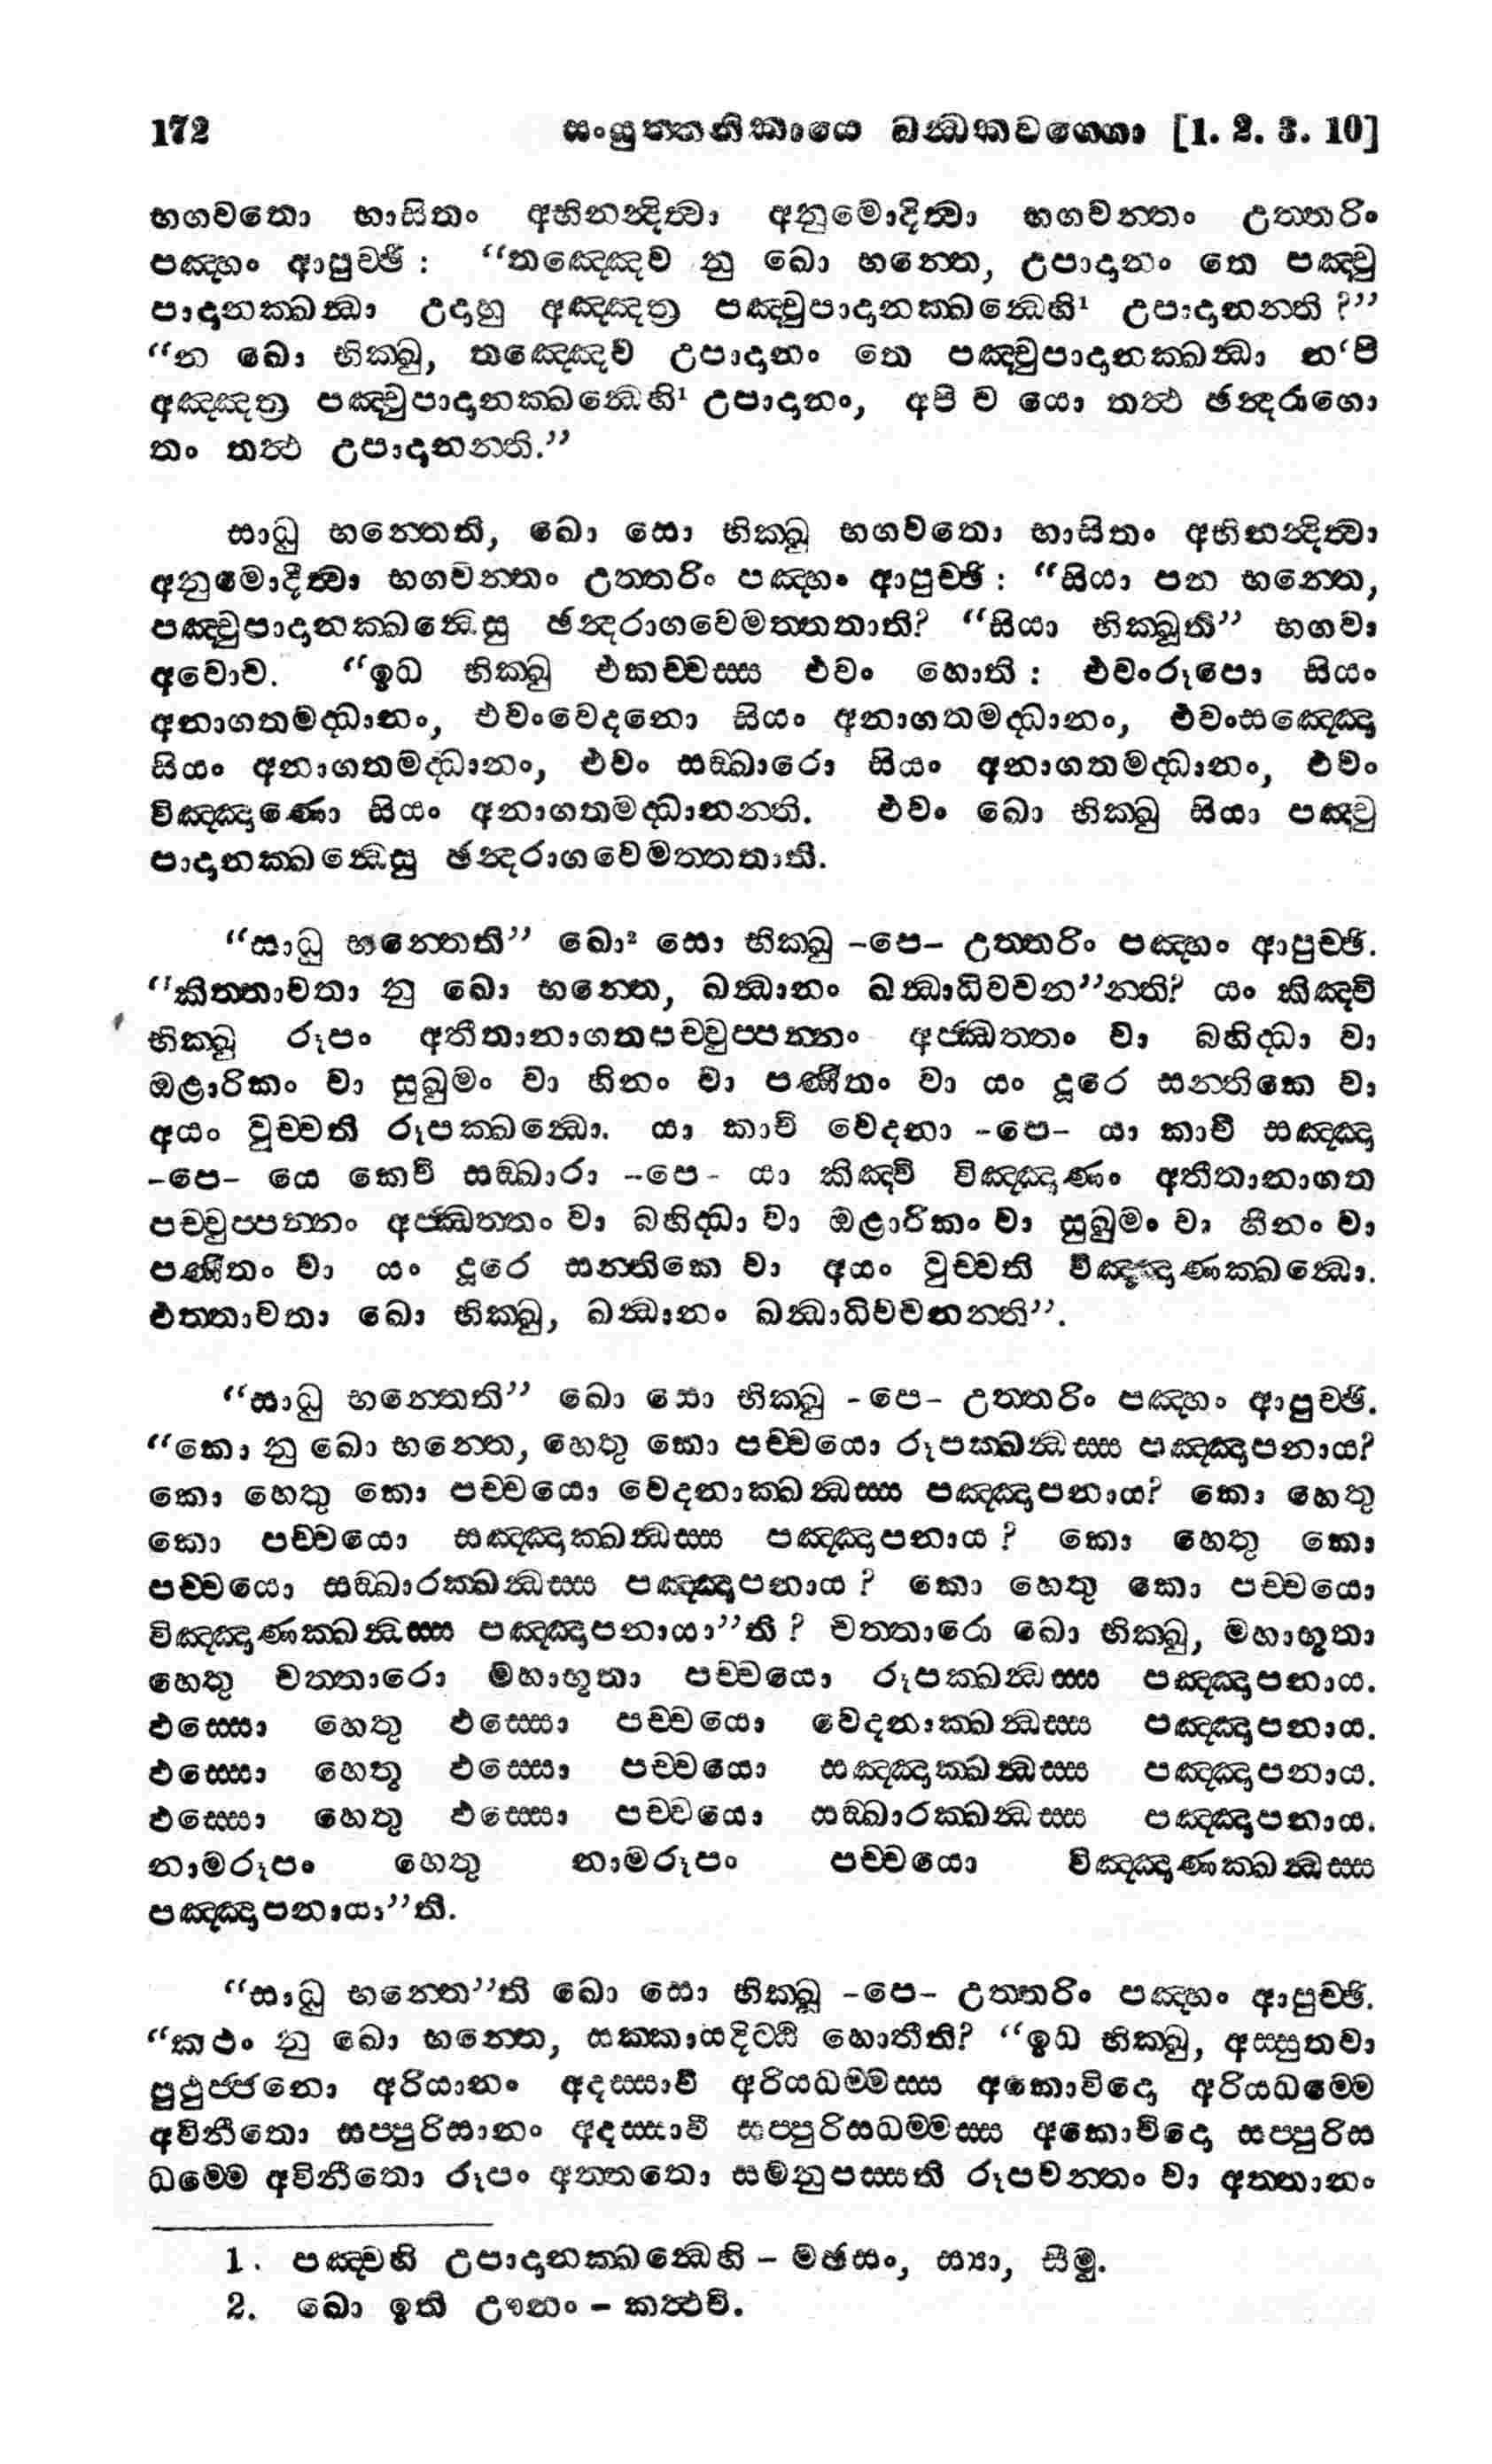 172 සංයුත්තනිකායෙ ඛන්ධකවග්ගො [1. 2. 3. 10]
භගවතො භාසිතං අභිනන්දිත්වා අනුමොදිත්වා භගවන්තං උත්තරිං
පඤ්හං ආපුච්ඡි : “තඤ්ඤෙව නු ඛො භන්තෙ, උපාදානං තෙ පඤ්චු
පාදානක්ඛන්ධා උදාහු අඤ්ඤත්‍ර පඤ්චුපාදානක්ඛන්ධෙහි¹ උපාදානන්ති ?”
“න ඛො භික්ඛු, තඤ්ඤෙව උපාදානං තෙ පඤ්චුපාදානක්ඛන්ධා න‘පි
අඤ්ඤත්‍ර පඤ්චුපාදානක්ඛන්ධෙහි¹ උපාදානං, අපි ච යො තත්ථ ඡන්දරාගො
තං තත්ථ උපාදානන්ති.”
සාධු භන්තෙති, ඛො සො භික්ඛු භගවතො භාසිතං අභිනන්දිත්වා
අනුමොදිත්වා භගවන්තං උත්තරිං පඤ්හං ආපුච්ඡි : “සියා පන භන්තෙ,
පඤ්චුපාදානක්ඛන්ධෙසු ඡන්දරාගවෙමත්තතාති? “සියා භික්ඛූති” භගවා
අවොච. “ඉධ භික්ඛු එකච්චස්ස එවං හොති : එවංරූපො සියං
අනාගතමද්ධානං, එවංවෙදනො සියං අනාගතමද්ධානං, එවංසඤ්ඤො
සියං අනාගතමද්ධානං, එවං සඞ්ඛාරො සියං අනාගතමද්ධානං, එවං
විඤ්ඤාණො සියං අනාගතමද්ධානන්ති. එවං ඛො භික්ඛු සියා පඤ්චු
පාදානක්ඛන්ධෙසු ඡන්දරාගවෙමත්තතාති.
“සාධු භන්තෙති” ඛො² සො භික්ඛු -පෙ- උත්තරිං පඤ්හං ආපුච්ඡි.
“කිත්තාවතා නු ඛො භන්තෙ, ඛන්ධානං ඛන්ධාධිවචන”න්ති? යං කිඤ්චි
භික්ඛු රූපං අතීතානාගතපච්චුප්පන්නං අජ්ඣත්තං වා බහිද්ධා වා
ඔළාරිකං වා සුඛුමං වා හීනං වා පණීතං වා යං දූරෙ සන්තිකෙ වා
අයං වුච්චති රූපක්ඛන්ධො. යා කාචි වෙදනා -පෙ- යා කාචි සඤ්ඤා
-පෙ- යෙ කෙචි සඞ්ඛාරා -පෙ- යා කිඤ්චි විඤ්ඤාණං අතීතානාගත
පච්චුප්පන්නං අජ්ඣත්තං වා බහිද්ධා වා ඔළාරිකං වා සුඛුමං වා හීනං වා
පණීතං වා යං දූරෙ සන්තිකෙ වා අයං වුච්චති විඤ්ඤාණක්ඛන්ධො.
එත්තාවතා ඛො භික්ඛු, ඛන්ධානං ඛන්ධාධිවචනන්ති”.
“සාධු භන්තෙති” ඛො සො භික්ඛු -පෙ- උත්තරිං පඤ්හං ආපුච්ඡි.
“කො නු ඛො භන්තෙ, හෙතු කො පච්චයො රූපක්ඛන්ධස්ස පඤ්ඤාපනාය?
කො හෙතු කො පච්චයො වෙදනාක්ඛන්ධස්ස පඤ්ඤාපනාය? කො හෙතු
කො පච්චයො සඤ්ඤාක්ඛන්ධස්ස පඤ්ඤාපනාය ? කො හෙතු කො
පච්චයො සඞ්ඛාරක්ඛන්ධස්ස පඤ්ඤාපනාය ? කො හෙතු කො පච්චයො
විඤ්ඤාණක්ඛන්ධස්ස පඤ්ඤාපනායා”ති ? චත්තාරො ඛො භික්ඛු, මහාභූතා
හෙතු චත්තාරො මහාභූතා පච්චයො රූපක්ඛන්ධස්ස පඤ්ඤාපනාය.
ඵස්සො හෙතු ඵස්සො පච්චයො වෙදනාක්ඛන්ධස්ස පඤ්ඤාපනාය.
ඵස්සො හෙතු ඵස්සො පච්චයො සඤ්ඤාක්ඛන්ධස්ස පඤ්ඤාපනාය.
ඵස්සො හෙතු ඵස්සො පච්චයො සඞ්ඛාරක්ඛන්ධස්ස පඤ්ඤාපනාය.
නාමරූපං හෙතු නාමරූපං පච්චයො විඤ්ඤාණක්ඛන්ධස්ස
පඤ්ඤාපනායා”ති.
“සාධු භන්තෙ”ති ඛො සො භික්ඛු -පෙ- උත්තරිං පඤ්හං ආපුච්ඡි.
“කථං නු ඛො භන්තෙ, සක්කායදිට්ඨි හොතීති? “ඉධ භික්ඛු, අස්සුතවා
පුථුජ්ජනො අරියානං අදස්සාවී අරියධම්මස්ස අකොවිදො අරියධම්මෙ
අවිනීතො සප්පුරිසානං අදස්සාවී සප්පුරිසධම්මස්ස අකොවිදො සප්පුරිස
ධම්මෙ අවිනීතො රූපං අත්තතො සමනුපස්සති රූපවන්තං වා අත්තානං
1. පඤ්චහි උපාදානක්ඛන්ධෙහි – මඡසං, ස්‍යා, සීමු.
2. ඛො ඉති ඌනං – කත්ථචි.